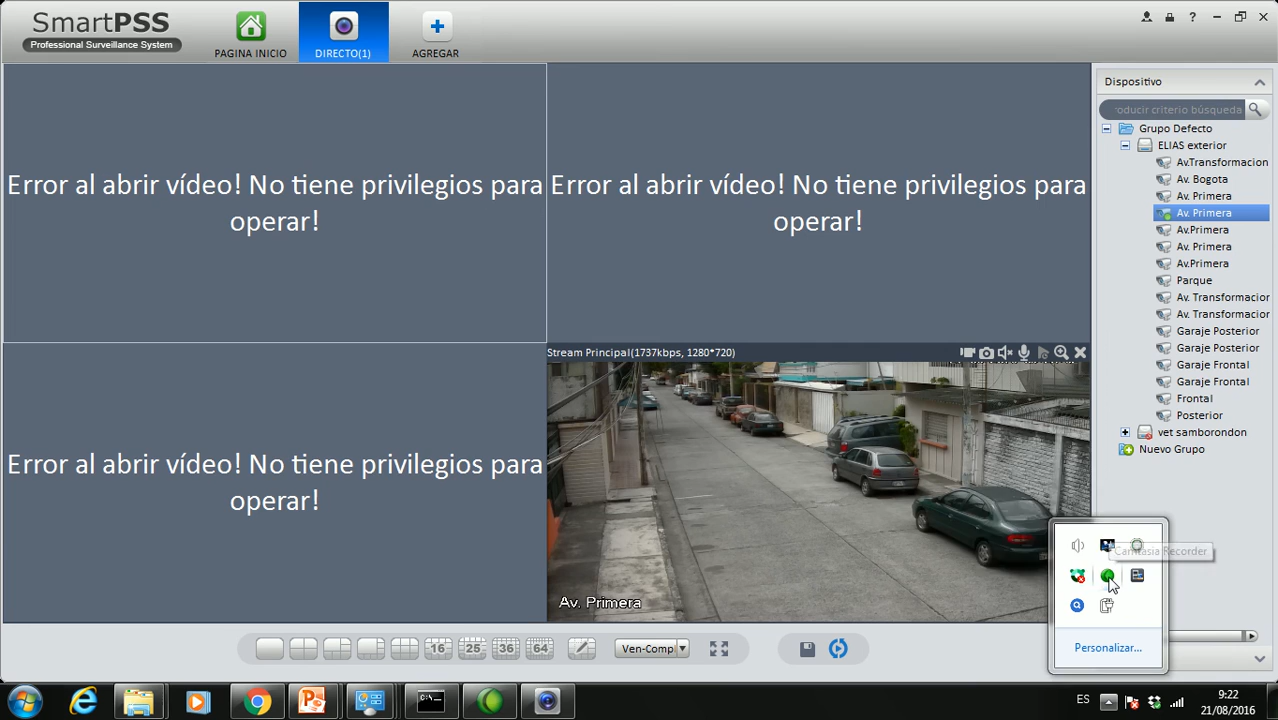 SmartPSS
Professional Surveillance System
PAGINA INICIO
DIRECTO(1)
AGREGAR
Error al abrir vídeo! No tiene privilegios para
operar!
Error al abrir vídeo! No tiene privilegios para
operar!
Error al abrir vídeo! No tiene privilegios para
operar!
Stream Principal(1737kbps, 1280*720)
Av. Primera
Dispositivo
oducir criterio búsqueda
Grupo Defecto
ELIAS exterior
Av.Transformacion
Av. Bogota
Av. Primera
Av. Primera
Av.Primera
Av. Primera
Av.Primera
Parque
Av. Transformacior
Av. Transformacior
Garaje Posterior
Garaje Posterior
Garaje Frontal
Garaje Frontal
Frontal
Posterior
vet samborondon
Nuevo Grupo
Camtasia Recorder
Personalizar...
16
25
36
64
Ven-Compl
ES
9:22
21/08/2016